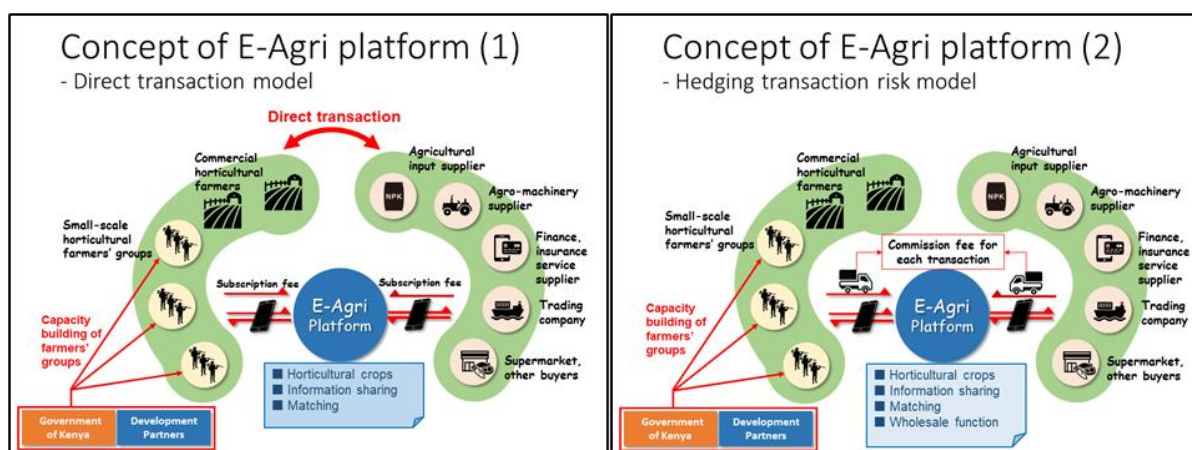 Concept of E-Agri platform (1)
- Direct transaction model
Direct transaction
Commercial
horticultural
farmers
Small-scale
horticultural
farmers' groups
Agricultural
input supplier
NPK
Agro-machinery
supplier
Finance,
insurance
service
supplier
Trading
company
Supermarket,
other buyers
Subscription fee
Subscription fee
E-Agri
Platform
Capacity
building of
farmers'
groups
■ Horticultural crops
■ Information sharing
■ Matching
Government
of Kenya
Development
Partners
Concept of E-Agri platform (2)
- Hedging transaction risk model
Commercial
horticultural
farmers
Small-scale
horticultural
farmers' groups
Agricultural
input supplier
NPK
Agro-machinery
supplier
Finance,
insurance
service
supplier
Trading
company
Supermarket,
other buyers
Commission fee for
each transaction
E-Agri
Platform
Capacity
building of
farmers'
groups
■ Horticultural crops
■ Information sharing
■ Matching
■ Wholesale function
Government
of Kenya
Development
Partners